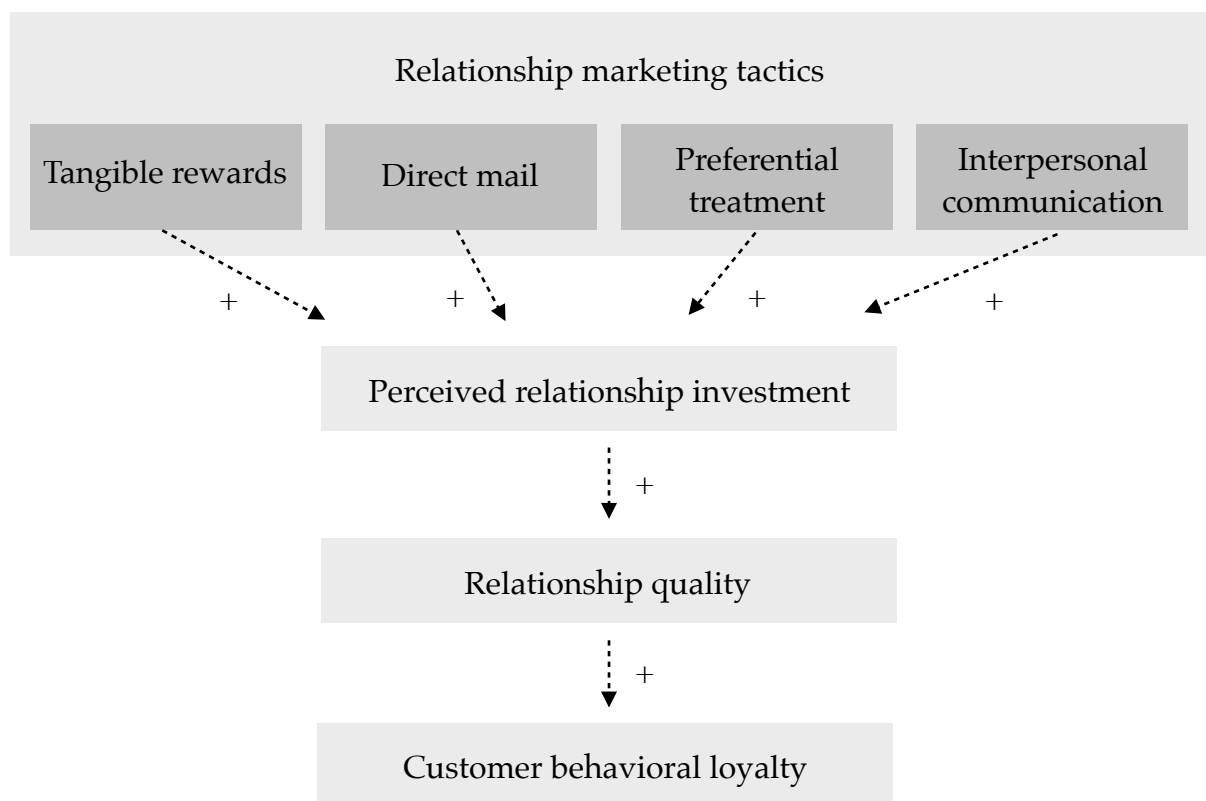 Relationship marketing tactics
Tangible rewards
Direct mail
Preferential
treatment
Interpersonal
communication
+
+
+
+
Perceived relationship investment
+
Relationship quality
+
Customer behavioral loyalty